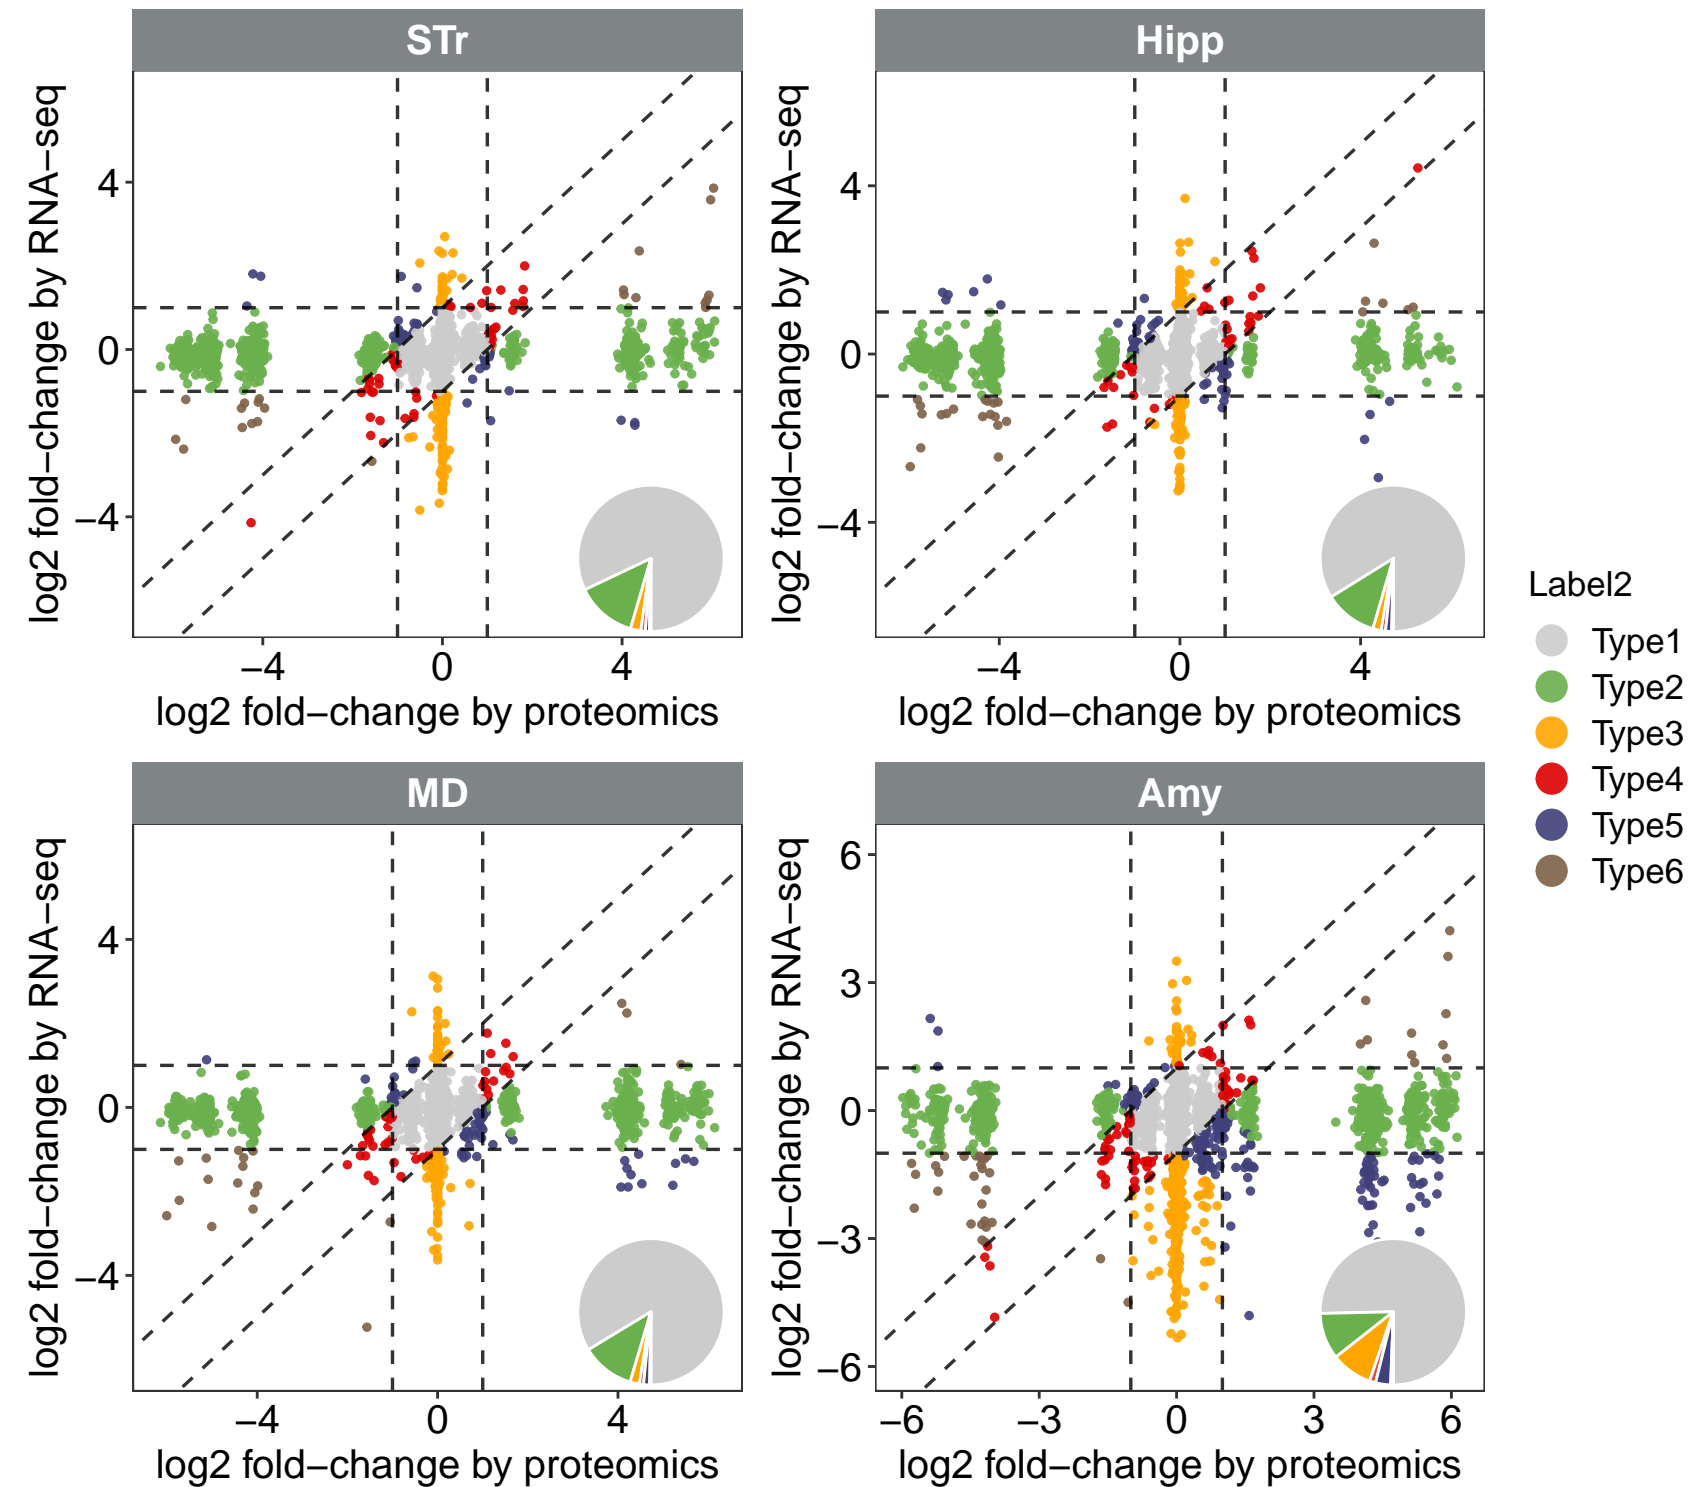 STr
Hipp
log2 fold−change by RNA−seq
4
0
−4
−4 0 4
log2 fold−change by proteomics
log2 fold−change by RNA−seq
4
0
−4
−4 0 4
log2 fold−change by proteomics
MD
Amy
log2 fold−change by RNA−seq
4
0
−4
−4 0 4
log2 fold−change by proteomics
log2 fold−change by RNA−seq
6
3
0
−3
−6
−6 −3 0 3 6
log2 fold−change by proteomics
Label2
Type1
Type2
Type3
Type4
Type5
Type6